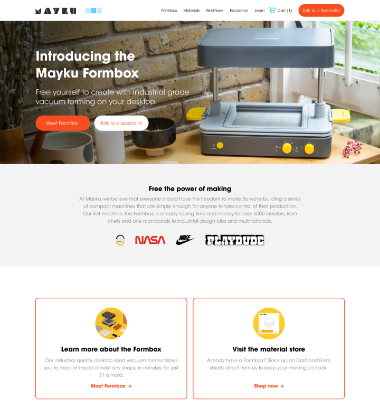 MAYKU
Formbox Materials Workflow Education Learn Cart (1) Talk to a Specialist
Introducing the
Mayku Formbox
Free yourself to create with industrial grade
vacuum forming on your desktop.
Meet FormBox Talk to a specialist
Free the power of making
At Mayku, we believe that everyone should have the freedom to make. So we're building a series
of compact machines that are simple enough for anyone to take control of their production.
Our first machine, the FormBox, is already saving time and money for over 5000 creators, from
chefs and one man bands to industrial design labs and multinationals.
NASA
NIKE
PLAYDUDE
Learn more about the Formbox
Our industrial quality, desktop sized vacuum former allows
you to mold or remold any shape in minutes, for just
$1 a mold.
Meet Formbox →
Visit the material store
Already have a Formbox? Stock up on Cast and Form
sheets direct from us to keep your making on track
Shop now →